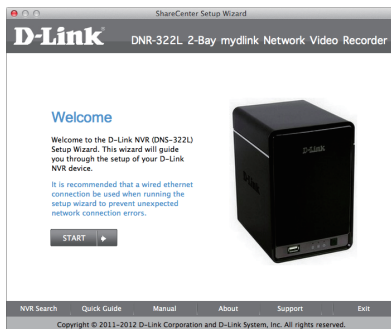 ShareCenter Setup Wizard
D-Link
DNR-322L 2-Bay mydlink Network Video Recorder
Welcome
Welcome to the D-Link NVR (DNS-322L)
Setup Wizard. This wizard will guide
you through the setup of your D-Link
NVR device.
It is recommended that a wired ethernet
connection be used when running the
setup wizard to prevent unexpected
network connection errors.
START
D-Link
D-Link
NVR Search
Quick Guide
Manual
About
Support
Exit
Copyright © 2011-2012 D-Link Corporation and D-Link System, Inc. All rights reserved.